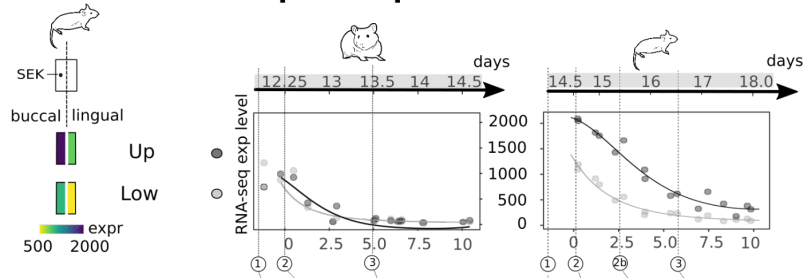 days
days
12.25 13 13.5 14 14.5
14.5 15 16 17 18.0
SEK
buccal lingual
Up
Low
expr
500 2000
RNA-seq exp level
2000
1500
1000
500
0
0 2.5 5.0 7.5 10
0 2.5 5.0 7.5 10
1 2 3
1 2 2b 3